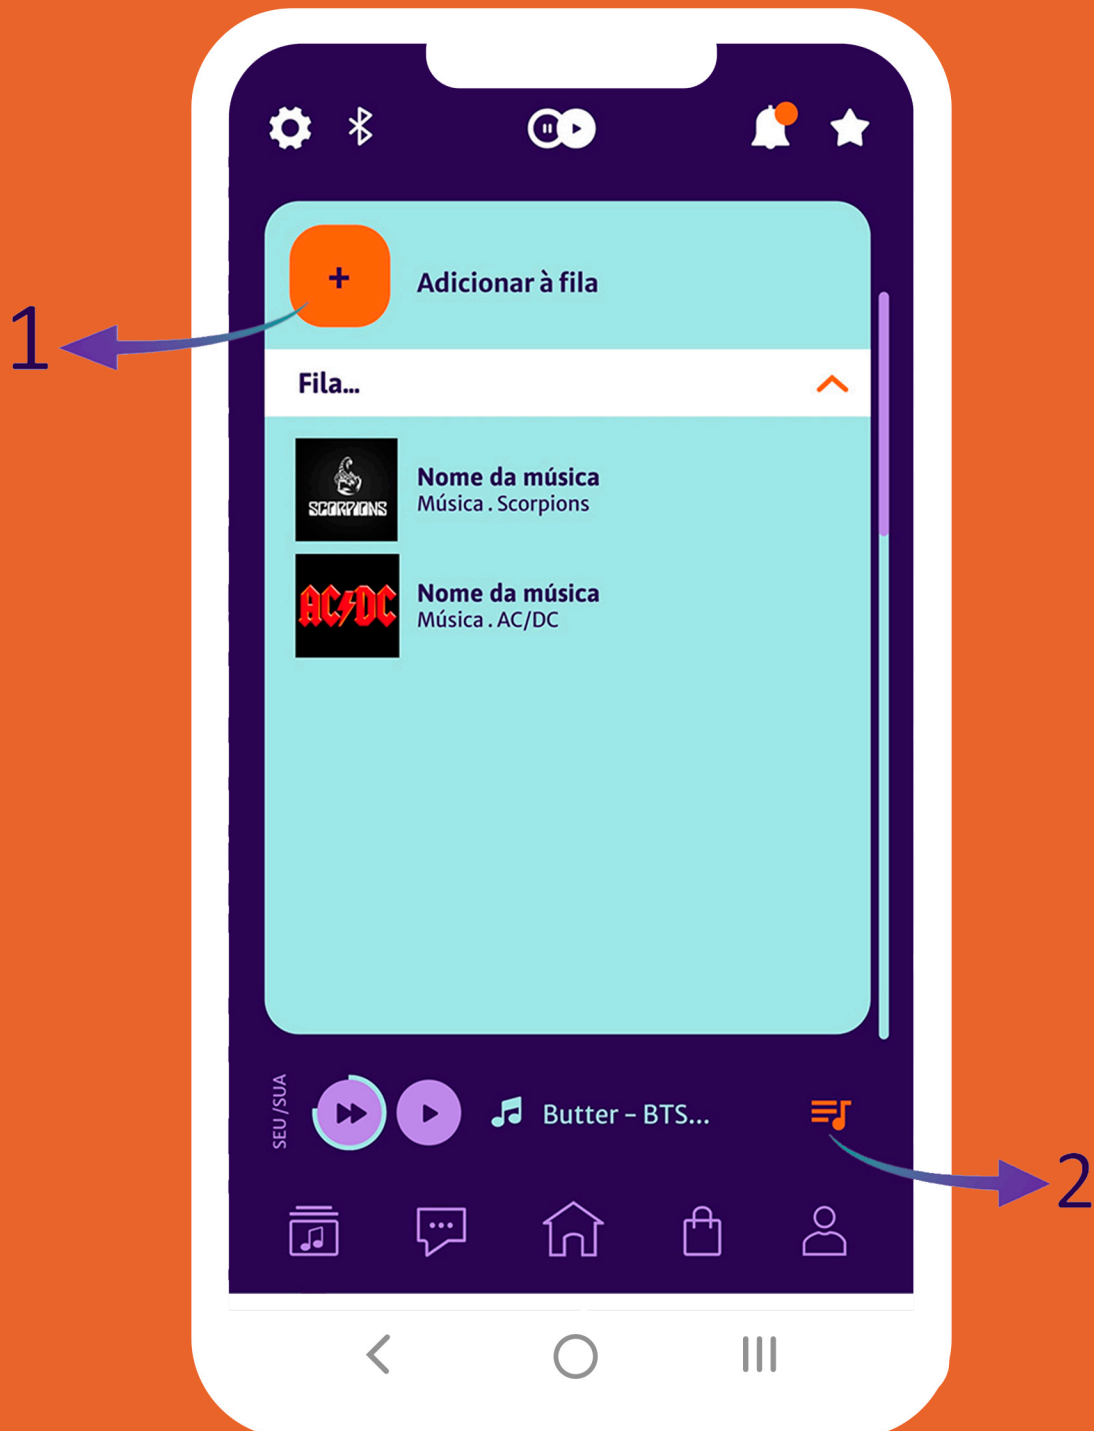 +
Adicionar à fila
1
Fila...
SCORPIONS
Nome da música
Música . Scorpions
AC/DC
Nome da música
Música . AC/DC
SEU/SUA
Butter – BTS...
2